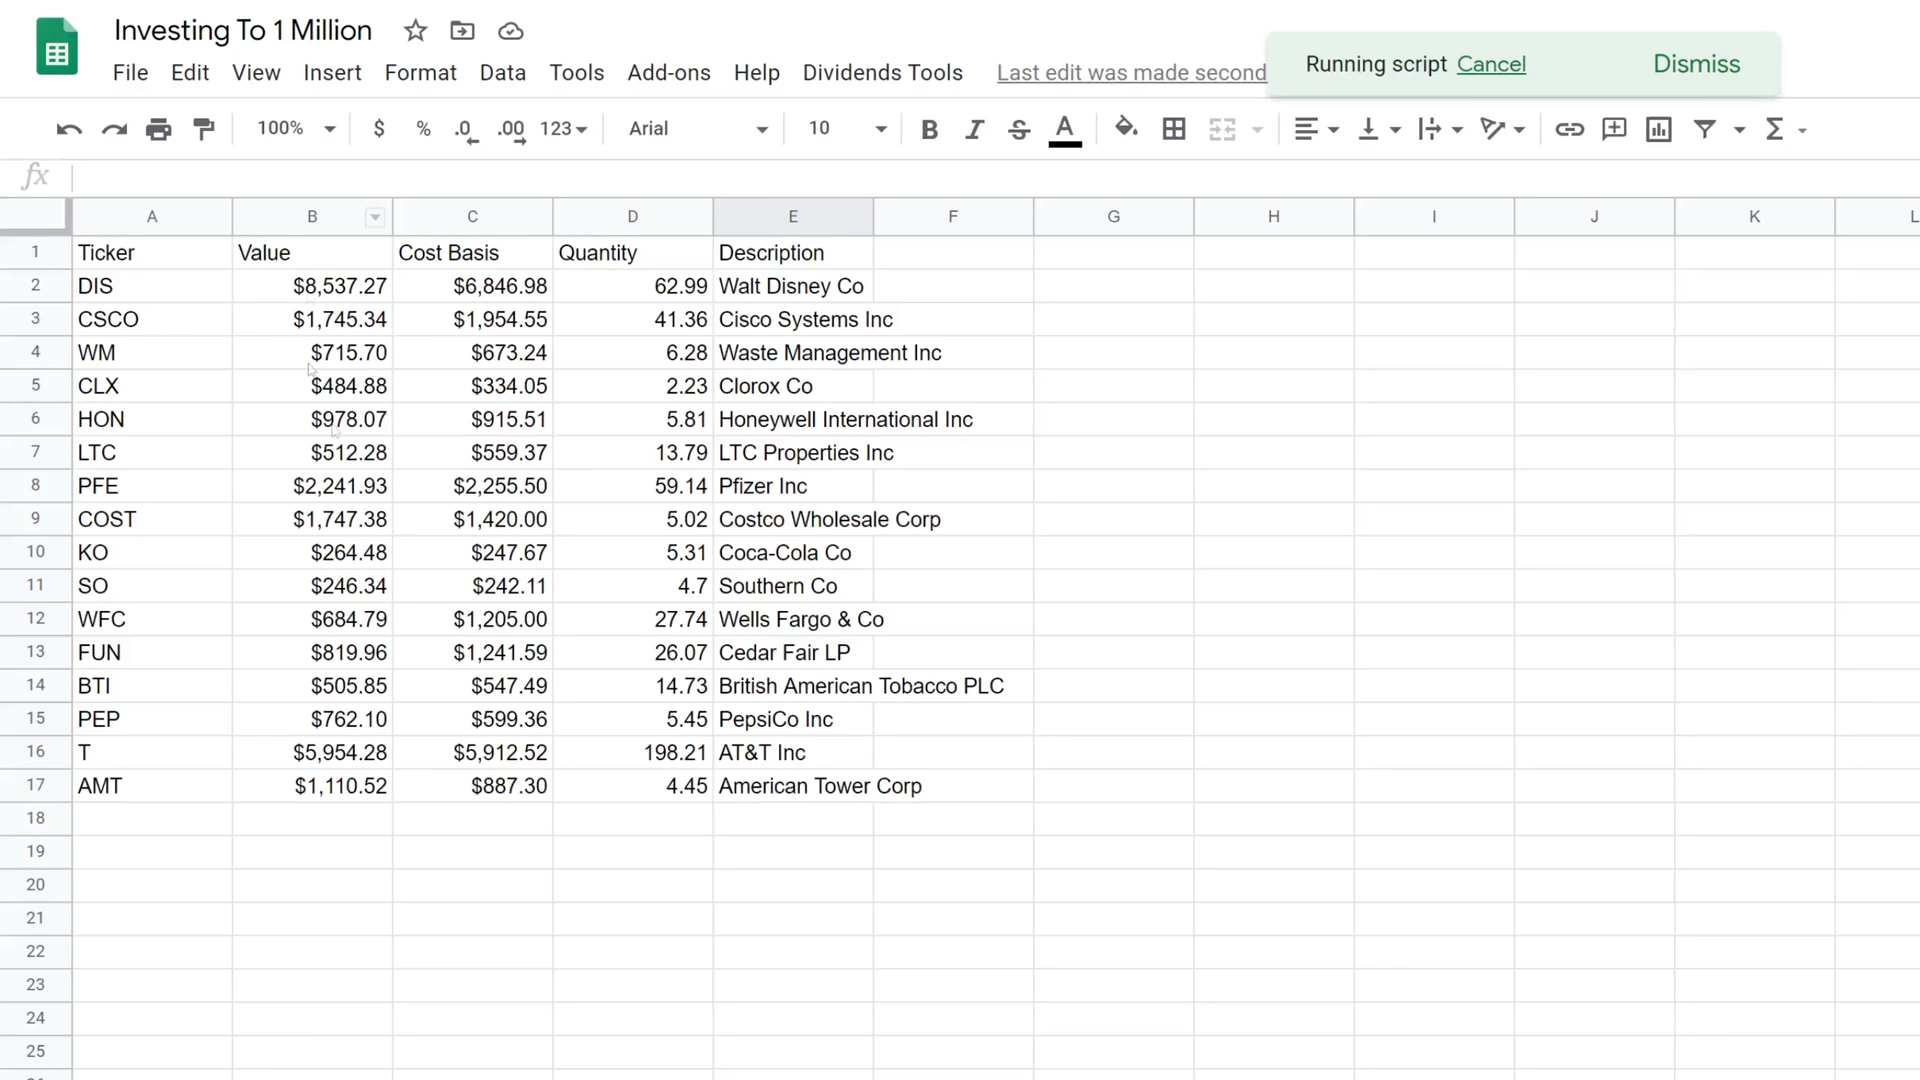 Investing To 1 Million
Running script Cancel Dismiss
File Edit View Insert Format Data Tools Add-ons Help Dividends Tools Last edit was made second
100% $ % .0 .00 123 Arial 10 B I S A
fx
A B C D E F G H I J K L
1 Ticker Value Cost Basis Quantity Description
2 DIS $8,537.27 $6,846.98 62.99 Walt Disney Co
3 CSCO $1,745.34 $1,954.55 41.36 Cisco Systems Inc
4 WM $715.70 $673.24 6.28 Waste Management Inc
5 CLX $484.88 $334.05 2.23 Clorox Co
6 HON $978.07 $915.51 5.81 Honeywell International Inc
7 LTC $512.28 $559.37 13.79 LTC Properties Inc
8 PFE $2,241.93 $2,255.50 59.14 Pfizer Inc
9 COST $1,747.38 $1,420.00 5.02 Costco Wholesale Corp
10 KO $264.48 $247.67 5.31 Coca-Cola Co
11 SO $246.34 $242.11 4.7 Southern Co
12 WFC $684.79 $1,205.00 27.74 Wells Fargo & Co
13 FUN $819.96 $1,241.59 26.07 Cedar Fair LP
14 BTI $505.85 $547.49 14.73 British American Tobacco PLC
15 PEP $762.10 $599.36 5.45 PepsiCo Inc
16 T $5,954.28 $5,912.52 198.21 AT&T Inc
17 AMT $1,110.52 $887.30 4.45 American Tower Corp
18
19
20
21
22
23
24
25